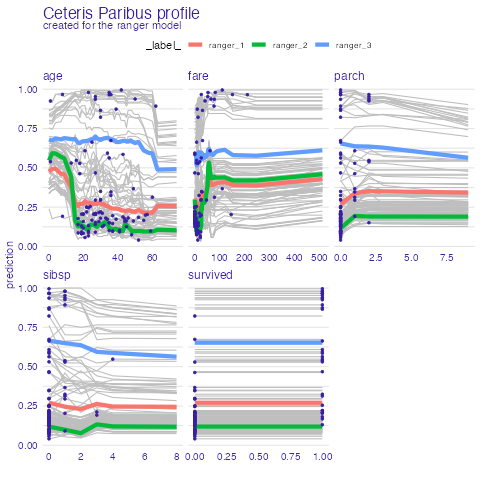 Ceteris Paribus profile
created for the ranger model
_label_ ranger_1 ranger_2 ranger_3
age fare parch
1.00
0.75
0.50
0.25
0.00
0 20 40 60 0 100 200 300 400 500 0.0 2.5 5.0 7.5
prediction
sibsp survived
1.00
0.75
0.50
0.25
0.00
0 2 4 6 8 0.00 0.25 0.50 0.75 1.00